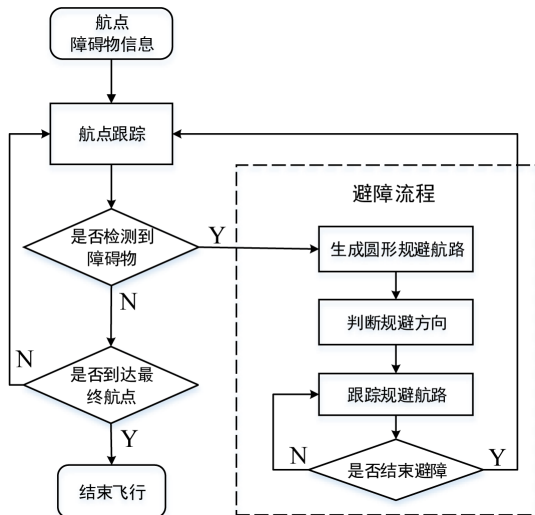 航点
障碍物信息
航点跟踪
避障流程
是否检测到
障碍物
Y
生成圆形规避航路
N
判断规避方向
N
是否到达最
终航点
跟踪规避航路
Y
N
是否结束避障
Y
结束飞行